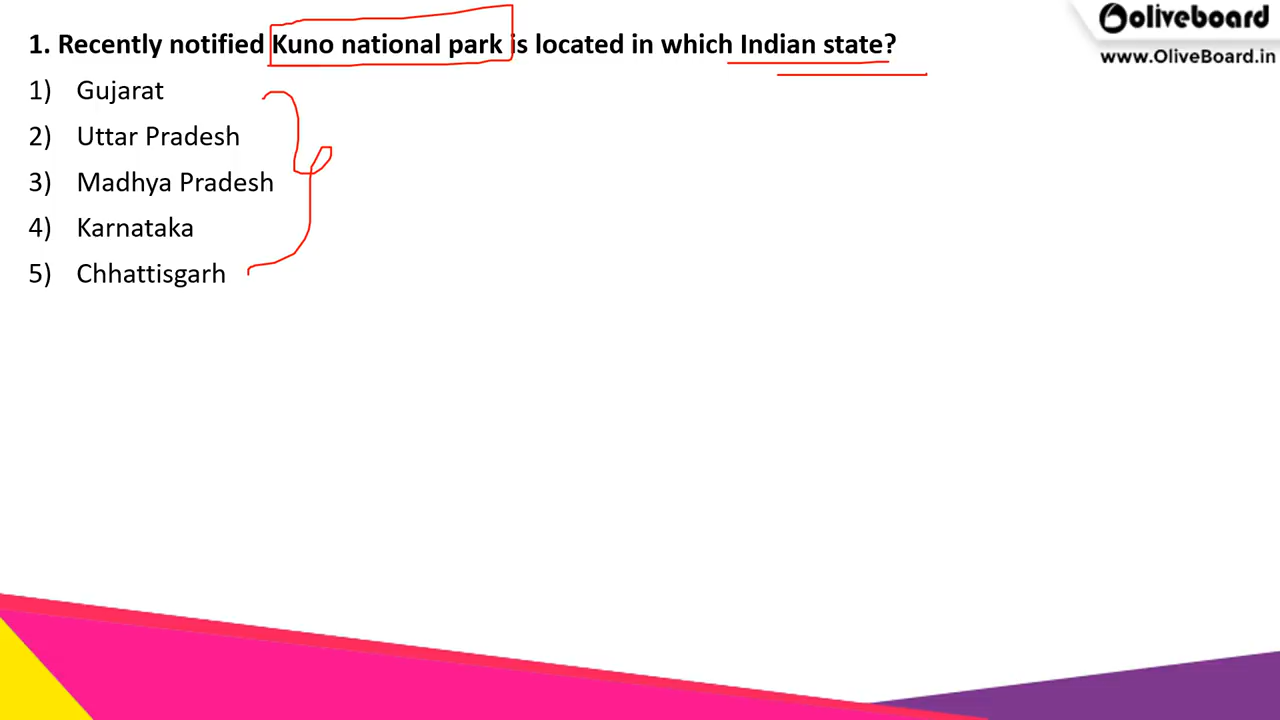 oliveboard
www.OliveBoard.in
1. Recently notified Kuno national park is located in which Indian state?
1) Gujarat
2) Uttar Pradesh
3) Madhya Pradesh
4) Karnataka
5) Chhattisgarh